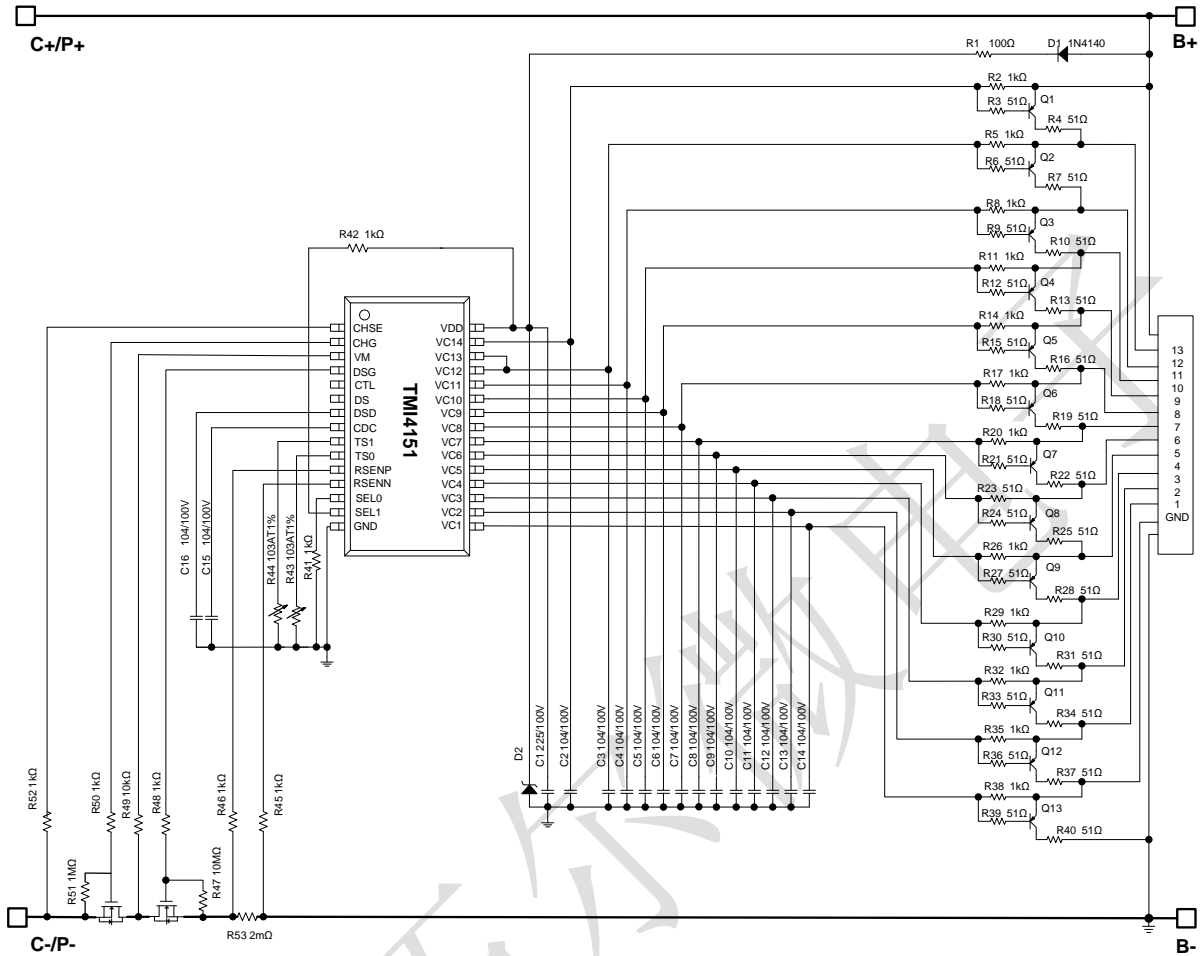 C+/P+
B+
R1 100Ω
D1 1N4140
R2 1kΩ
R3 51Ω
Q1
R4 51Ω
R5 1kΩ
R6 51Ω
Q2
R7 51Ω
R8 1kΩ
R9 51Ω
Q3
R10 51Ω
R11 1kΩ
R12 51Ω
Q4
R13 51Ω
R14 1kΩ
R15 51Ω
Q5
R16 51Ω
R17 1kΩ
R18 51Ω
Q6
R19 51Ω
R20 1kΩ
R21 51Ω
Q7
R22 51Ω
R23 51Ω
R24 51Ω
Q8
R25 51Ω
R26 1kΩ
R27 51Ω
Q9
R28 51Ω
R29 1kΩ
R30 51Ω
Q10
R31 51Ω
R32 1kΩ
R33 51Ω
Q11
R34 51Ω
R35 1kΩ
R36 51Ω
Q12
R37 51Ω
R38 1kΩ
R39 51Ω
Q13
R40 51Ω
13
12
11
10
9
8
7
6
5
4
3
2
1
GND
R42 1kΩ
TMI4151
CHSE
CHG
VM
DSG
CTL
DS
DSD
CDC
TS1
TS0
RSENP
RSENN
SEL0
SEL1
GND
VDD
VC14
VC13
VC12
VC11
VC10
VC9
VC8
VC7
VC6
VC5
VC4
VC3
VC2
VC1
C16 104/100V
C15 104/100V
R44 103AT1%
R43 103AT1%
R41 1kΩ
D2
C1 225/100V
C2 104/100V
C3 104/100V
C4 104/100V
C5 104/100V
C6 104/100V
C7 104/100V
C8 104/100V
C9 104/100V
C10 104/100V
C11 104/100V
C12 104/100V
C13 104/100V
C14 104/100V
R52 1kΩ
R50 1kΩ
R49 10kΩ
R48 1kΩ
R46 1kΩ
R45 1kΩ
R51 1MΩ
R47 10MΩ
R53 2mΩ
C-/P-
B-
尔微电子